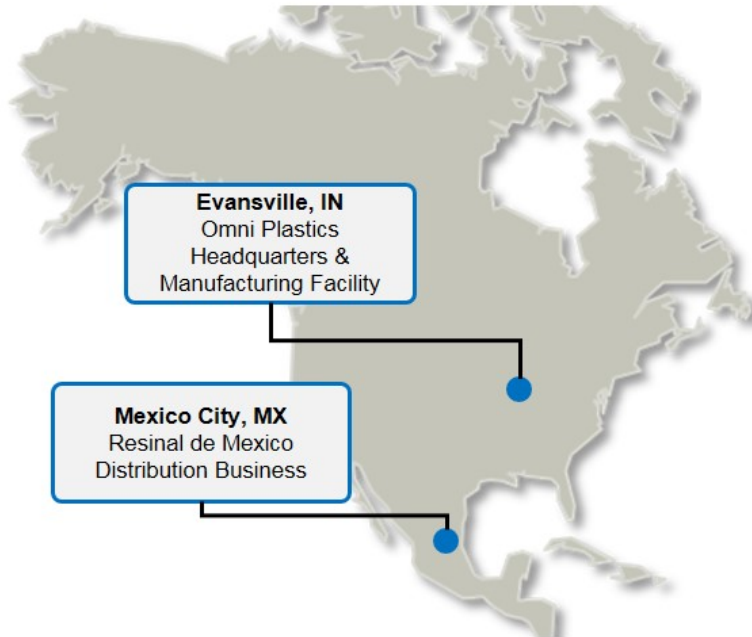 Evansville, IN
Omni Plastics
Headquarters &
Manufacturing Facility
Mexico City, MX
Resinal de Mexico
Distribution Business